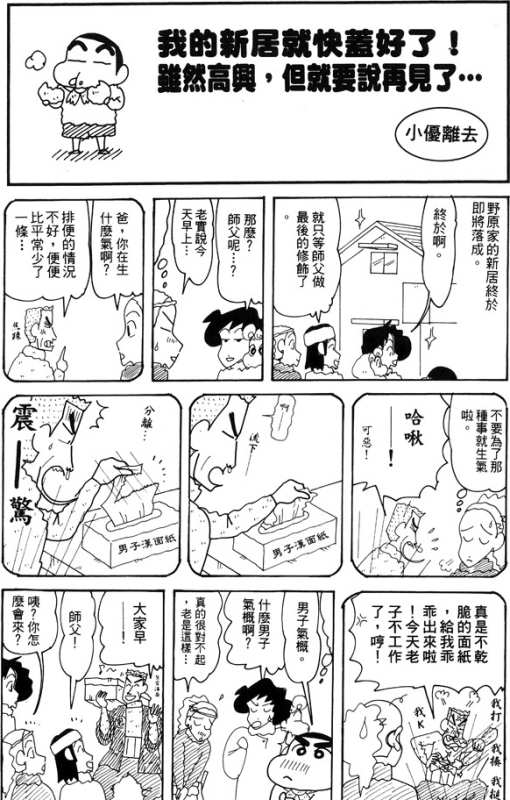 我的新居就快蓋好了！
雖然高興，但就要說再見了…
小優離去
野原家的新居終於
即將落成。
終於啊。
就只等師父做
最後的修飾了
。
那麼？
師父呢…？
老實說今
天早上…
爸，你在生
什麼氣啊？
排便的情況
不好，便便
比平常少了
一條…
不要為了那
種事就生氣
啦。
哈啾
——！
可惡！
啊
流下
男子漢面紙
分離…
男子漢面紙
震—驚
真是不乾
脆的面紙
，給我乖
乖出來啦
！今天老
子不工作
了，哼！
我打
我揍
我K
我踹
男子氣概。
什麼男子
氣概啊？
真的很對不起
，老是這樣…
大家早
——！
師父！
咦？你怎
麼會來？